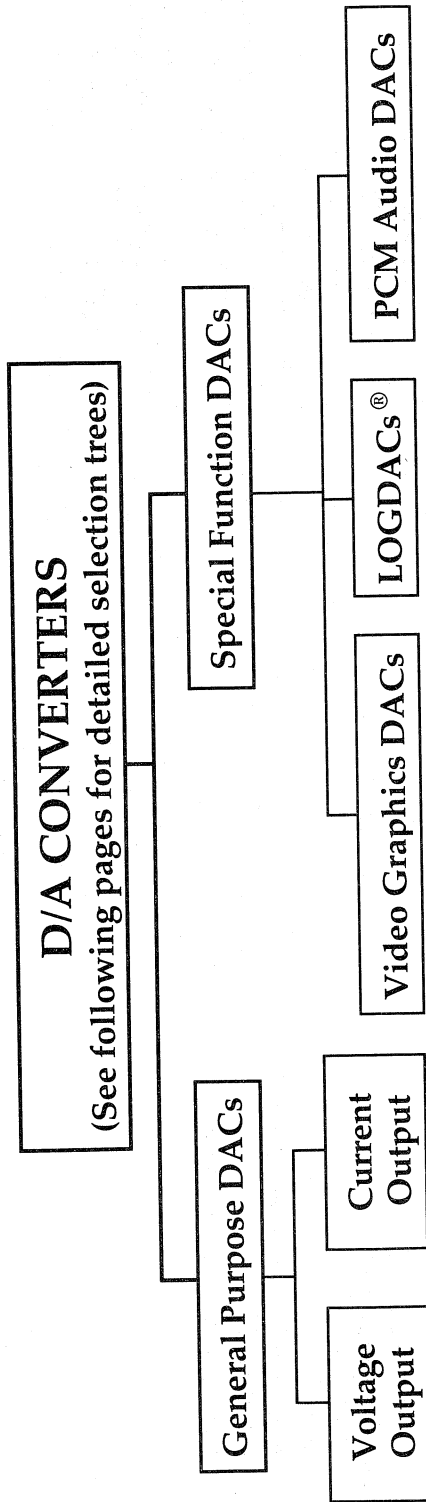 D/A CONVERTERS
(See following pages for detailed selection trees)
General Purpose DACs
Special Function DACs
Voltage
Output
Current
Output
Video Graphics DACs
LOGDACs®
PCM Audio DACs